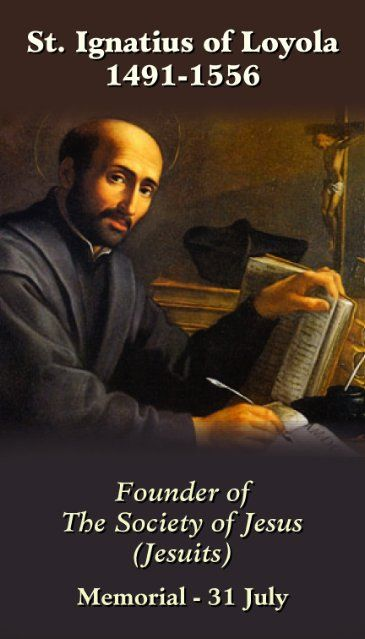 St. Ignatius of Loyola
1491-1556
Founder of
The Society of Jesus
(Jesuits)
Memorial - 31 July